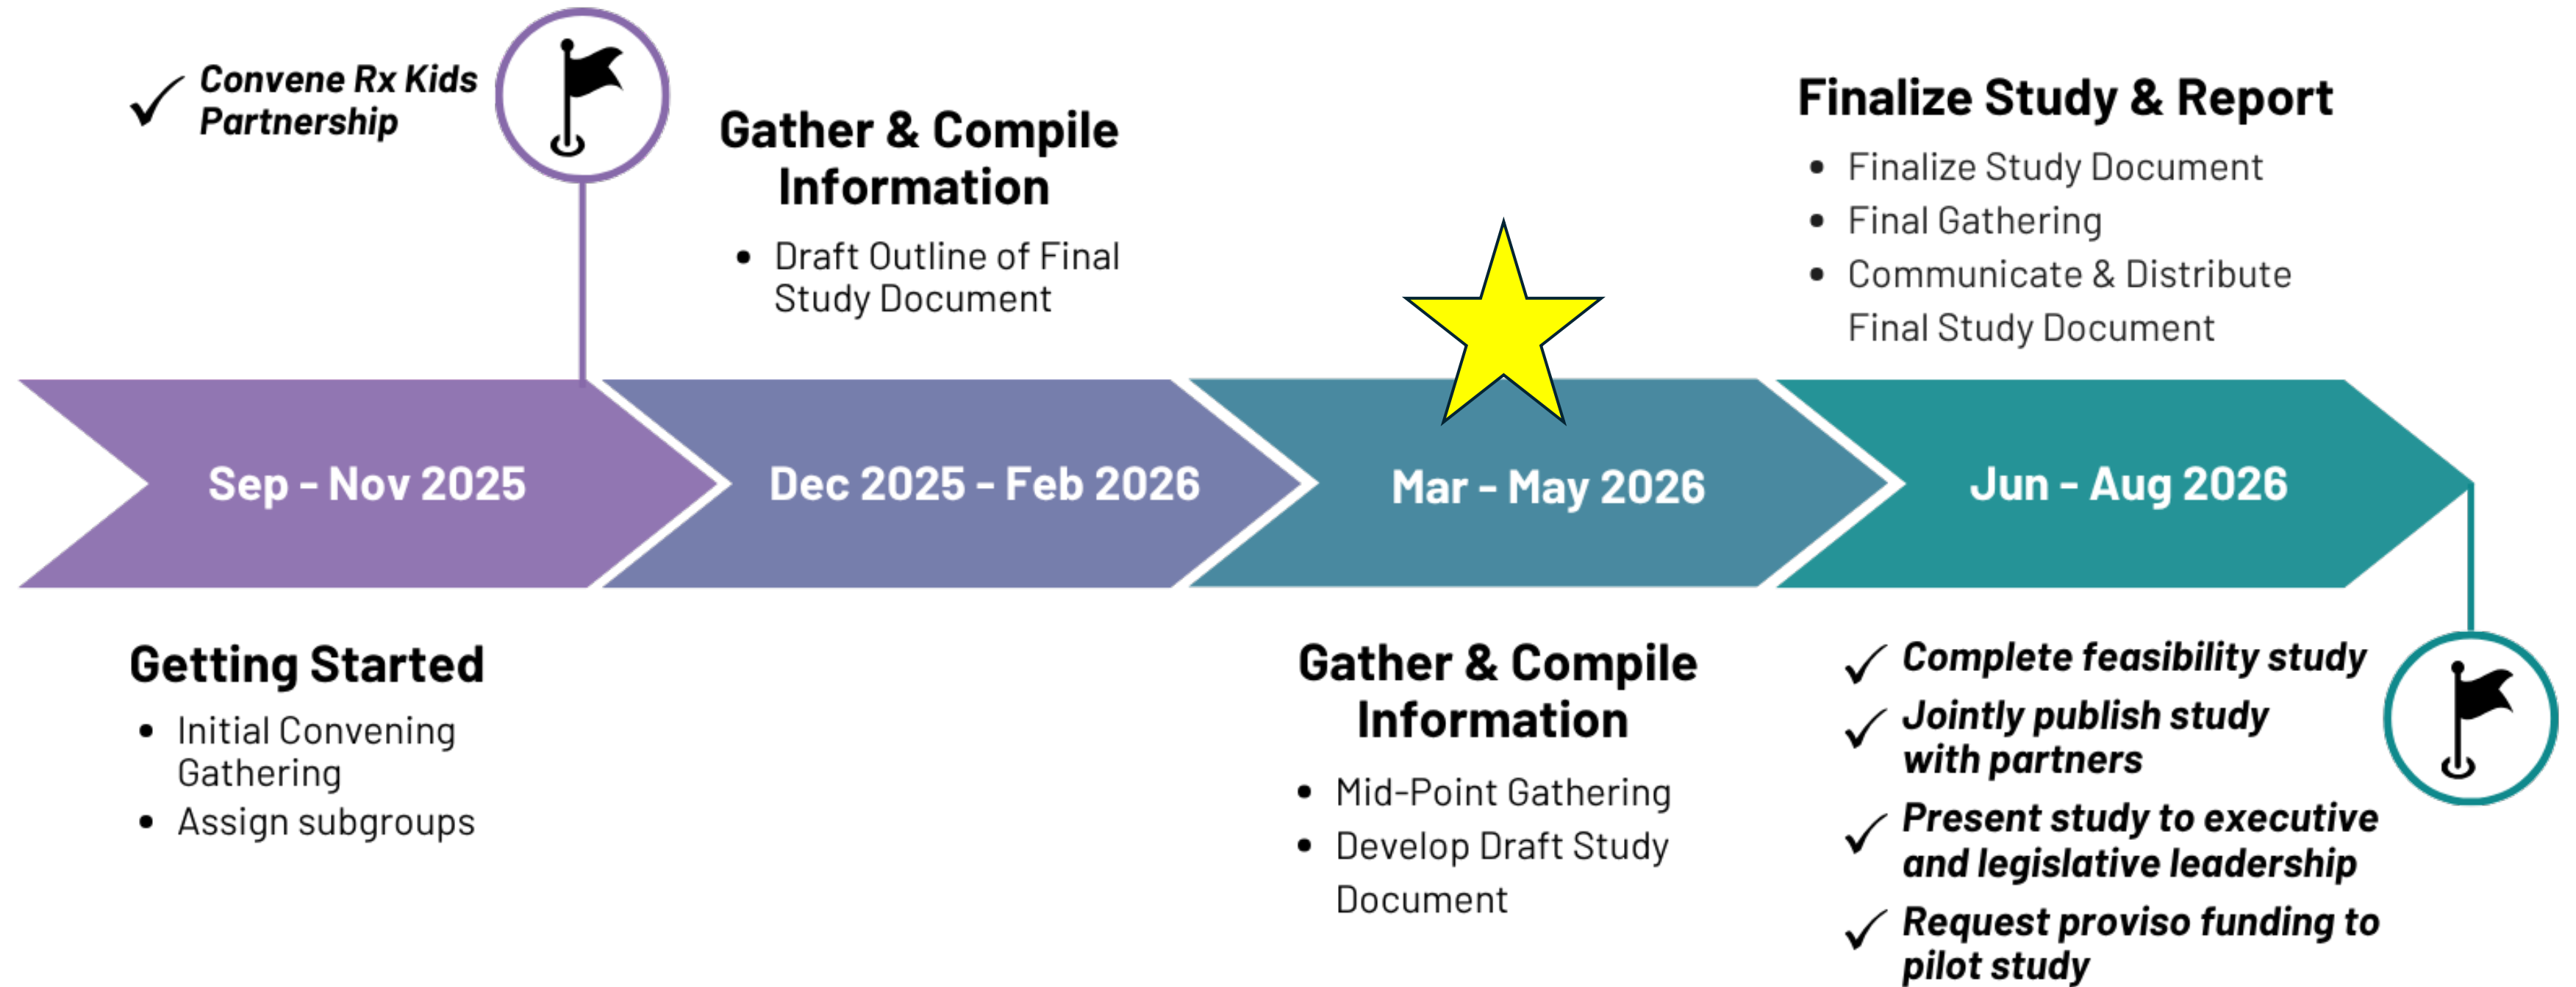 Convene Rx Kids
Partnership
Gather & Compile
Information
• Draft Outline of Final
Study Document
Finalize Study & Report
• Finalize Study Document
• Final Gathering
• Communicate & Distribute
Final Study Document
Sep - Nov 2025
Dec 2025 - Feb 2026
Mar - May 2026
Jun - Aug 2026
Getting Started
• Initial Convening
Gathering
• Assign subgroups
Gather & Compile
Information
• Mid-Point Gathering
• Develop Draft Study
Document
Complete feasibility study
Jointly publish study
with partners
Present study to executive
and legislative leadership
Request proviso funding to
pilot study